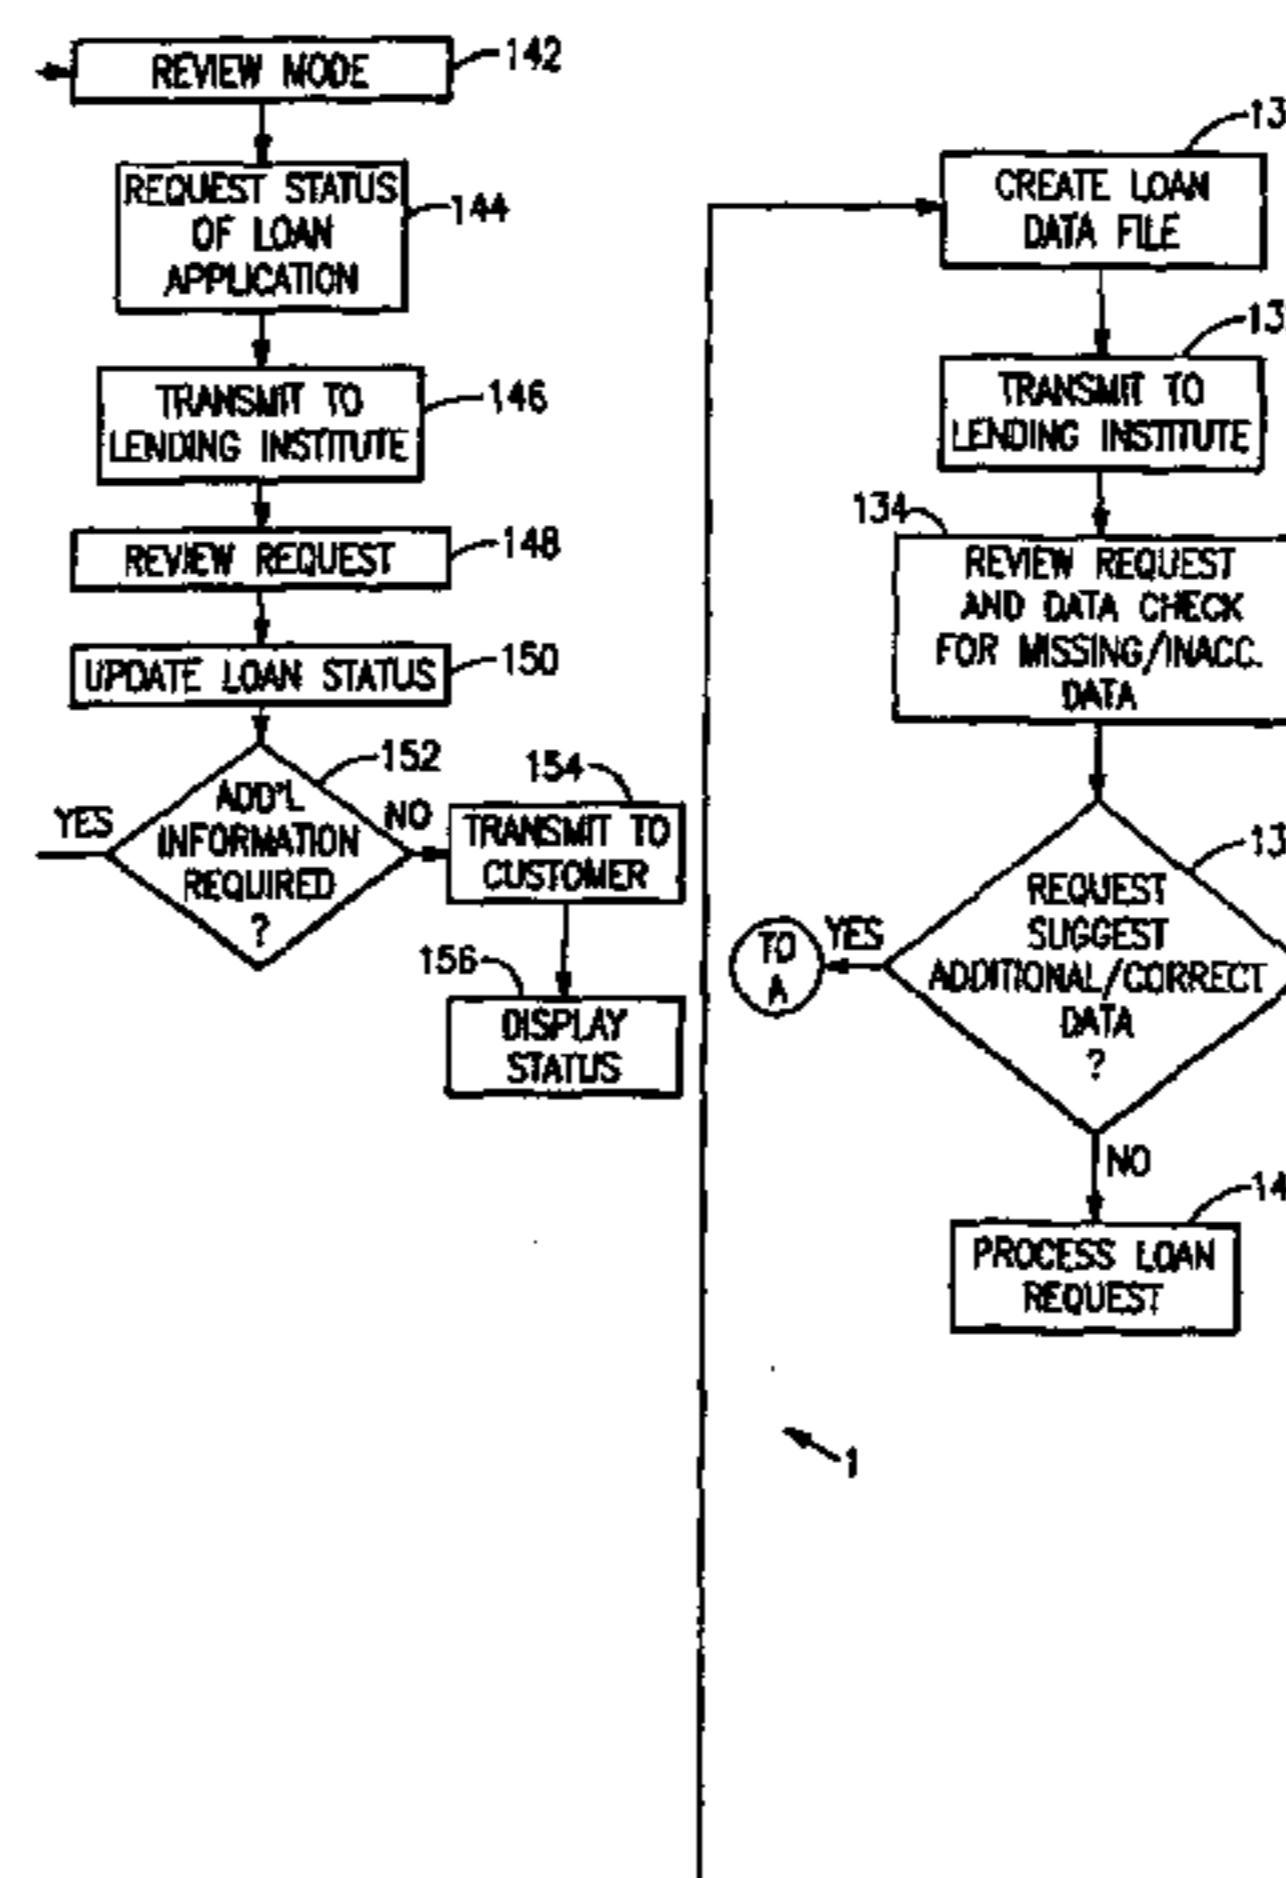 REVIEW MODE
142
REQUEST STATUS
OF LOAN
APPLICATION
144
TRANSMIT TO
LENDING INSTITUTE
146
REVIEW REQUEST
148
UPDATE LOAN STATUS
150
ADD'L
INFORMATION
REQUIRED
?
152
YES
NO
154
TRANSMIT TO
CUSTOMER
156
DISPLAY
STATUS
CREATE LOAN
DATA FILE
TRANSMIT TO
LENDING INSTITUTE
134
REVIEW REQUEST
AND DATA CHECK
FOR MISSING/INACC.
DATA
REQUEST
SUGGEST
ADDITIONAL/CORRECT
DATA
?
YES
TO
A
NO
PROCESS LOAN
REQUEST
1